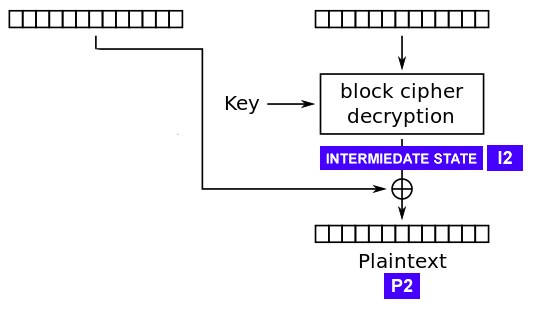 block cipher
decryption
Key
INTERMIEDATE STATE
I2
Plaintext
P2